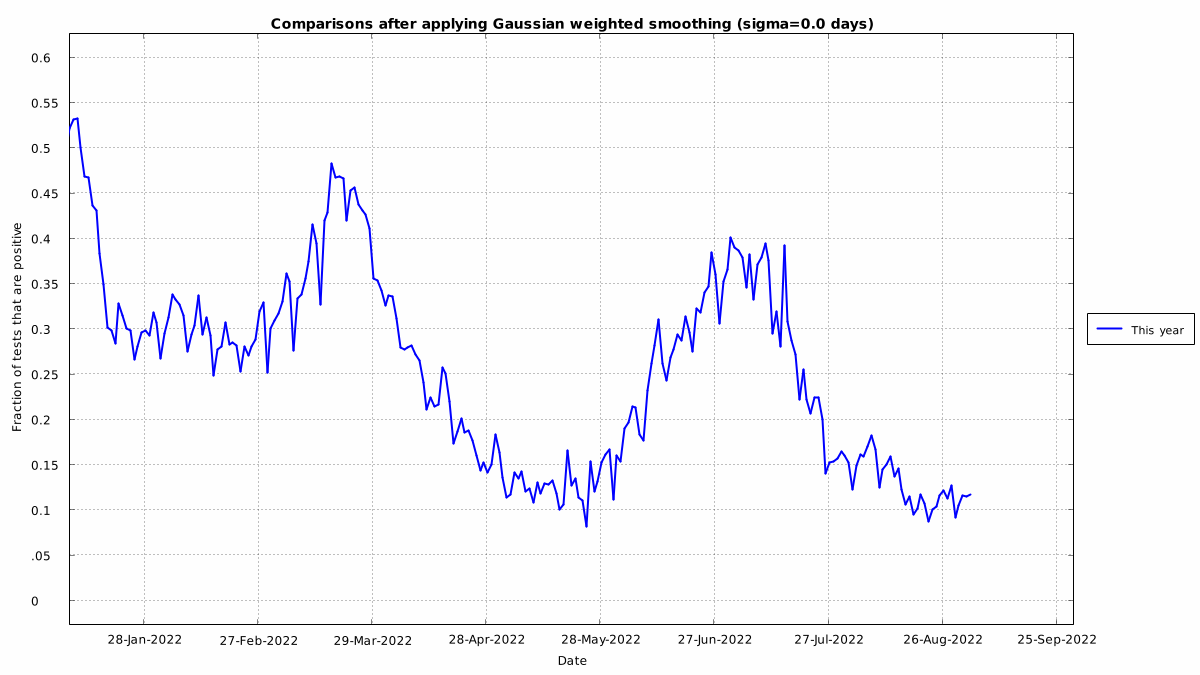 Comparisons after applying Gaussian weighted smoothing (sigma=0.0 days)
0.6
0.55
0.5
0.45
0.4
0.35
0.3
0.25
0.2
0.15
0.1
.05
0
Fraction of tests that are positive
28-Jan-2022 27-Feb-2022 29-Mar-2022 28-Apr-2022 28-May-2022 27-Jun-2022 27-Jul-2022 26-Aug-2022 25-Sep-2022
Date
This year